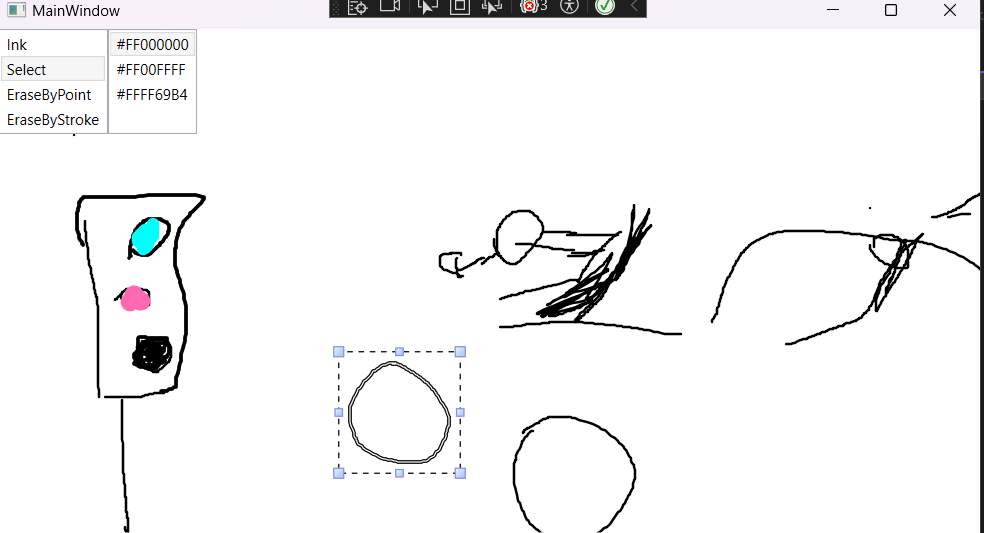 MainWindow
3
Ink
#FF000000
Select
#FF00FFFF
EraseByPoint
#FFFF69B4
EraseByStroke